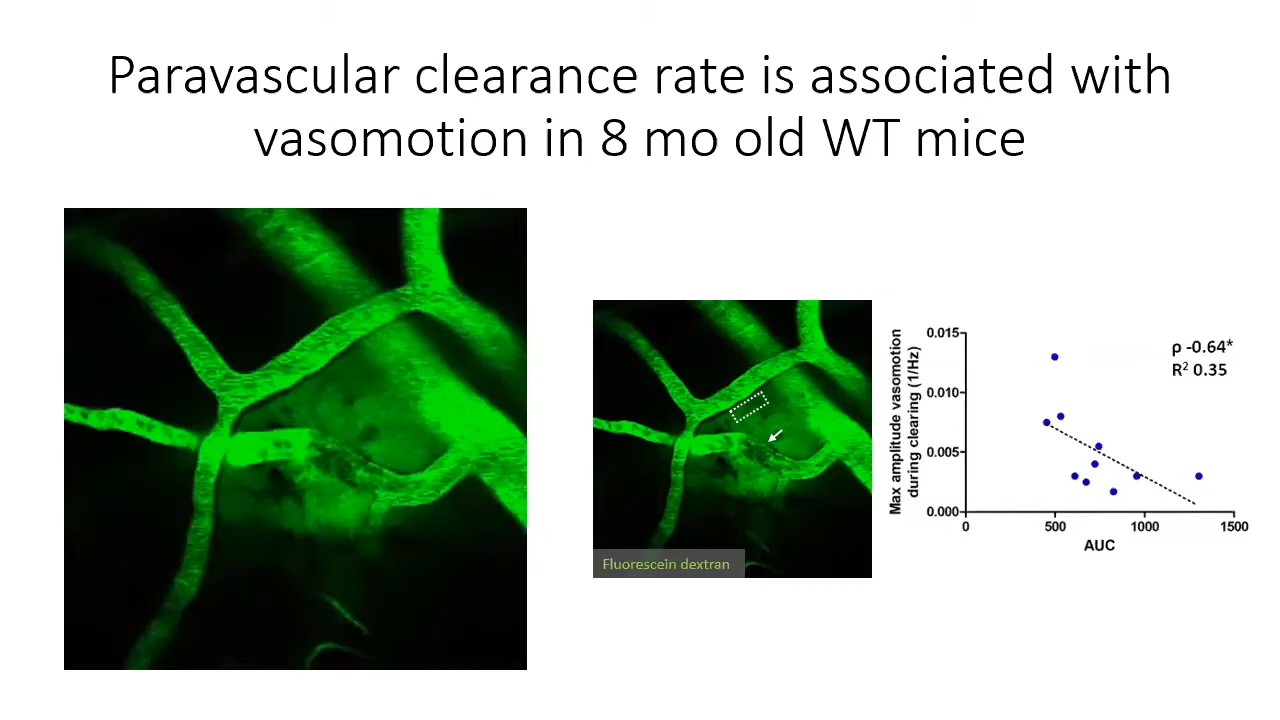 Paravascular clearance rate is associated with
vasomotion in 8 mo old WT mice
Fluorescein dextran
Max amplitude vasomotion
during clearing (1/Hz)
0.015
0.010
0.005
0.000
0
500
1000
1500
AUC
ρ -0.64*
R² 0.35